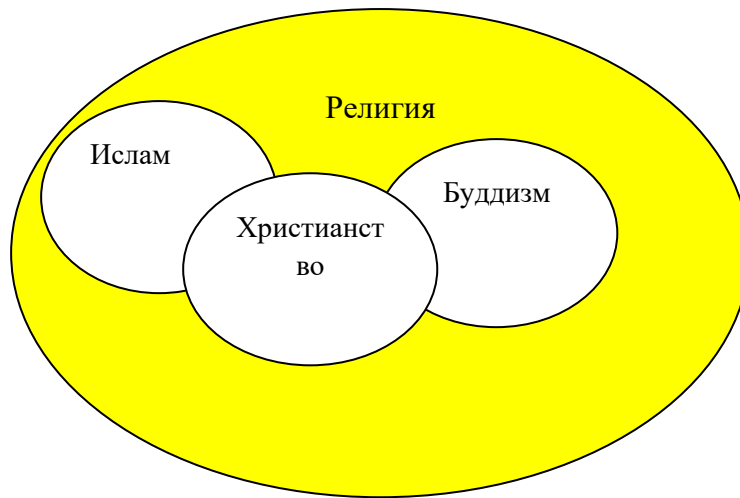 Религия
Ислам
Буддизм
Христианст
во